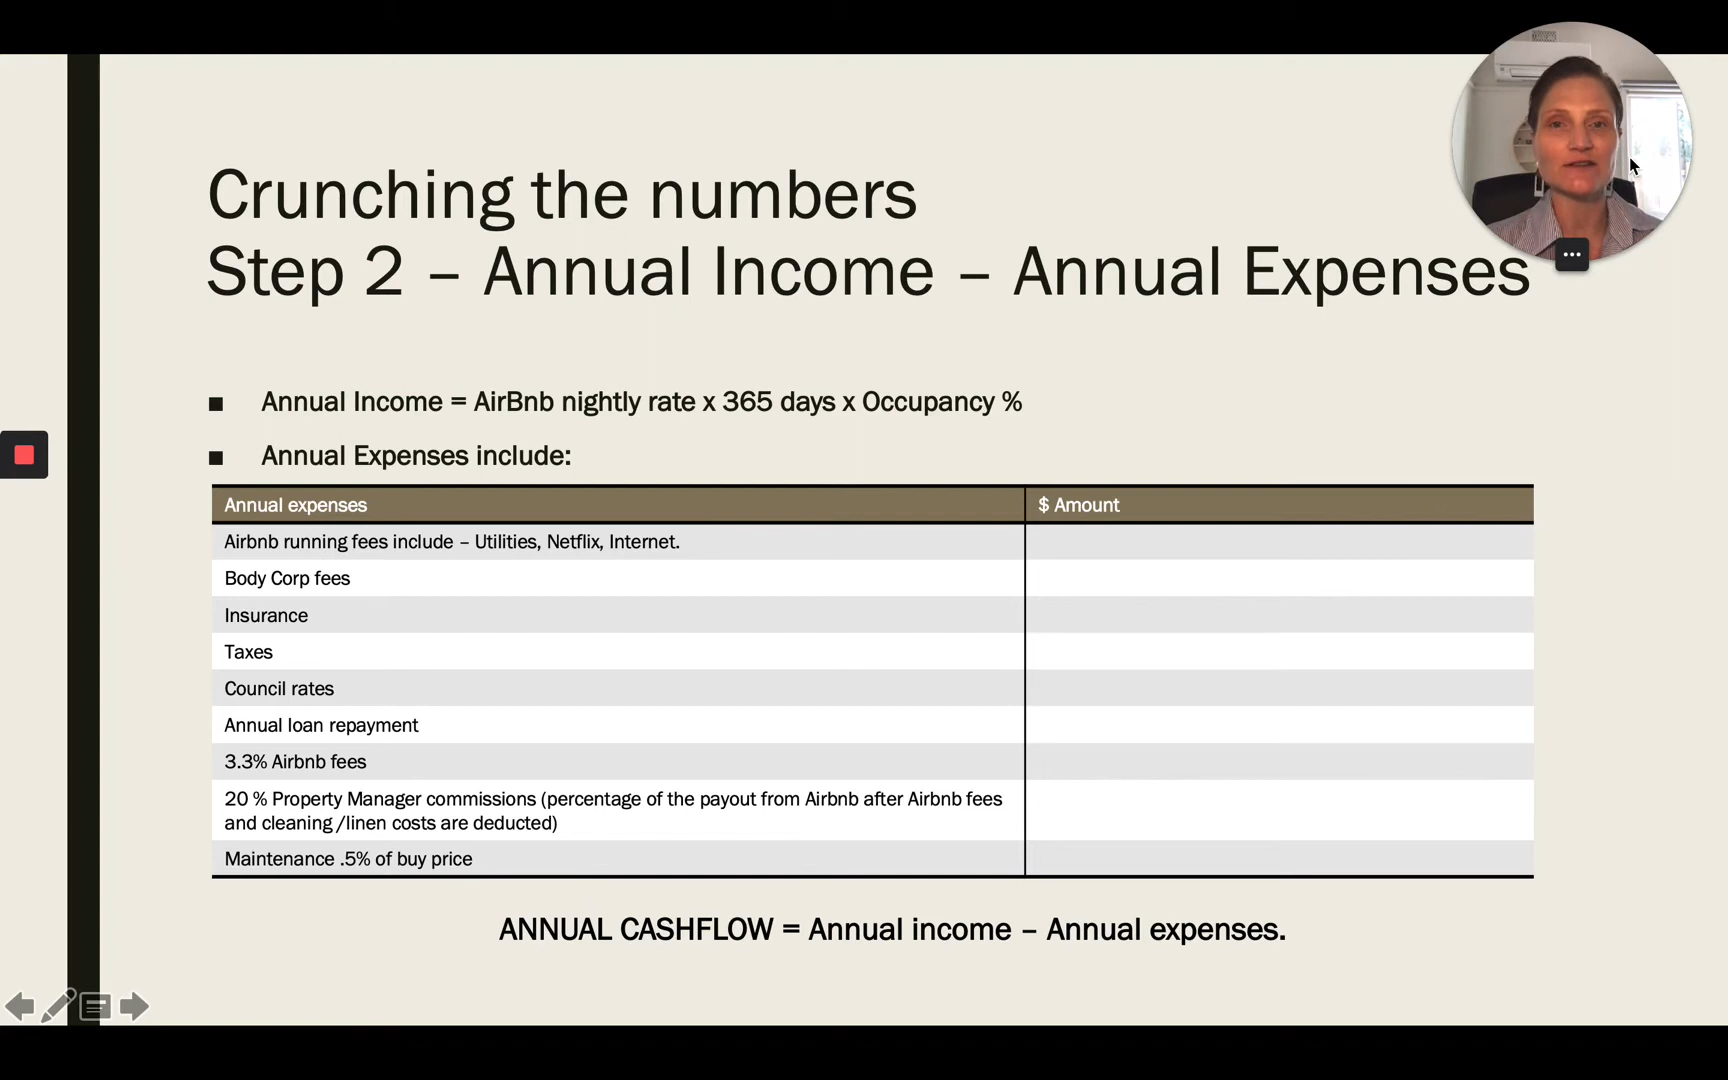 Crunching the numbers
Step 2 – Annual Income – Annual Expenses
■ Annual Income = AirBnb nightly rate x 365 days x Occupancy %
■ Annual Expenses include:
Annual expenses $ Amount
Airbnb running fees include – Utilities, Netflix, Internet.
Body Corp fees
Insurance
Taxes
Council rates
Annual loan repayment
3.3% Airbnb fees
20 % Property Manager commissions (percentage of the payout from Airbnb after Airbnb fees
and cleaning /linen costs are deducted)
Maintenance .5% of buy price
ANNUAL CASHFLOW = Annual income – Annual expenses.